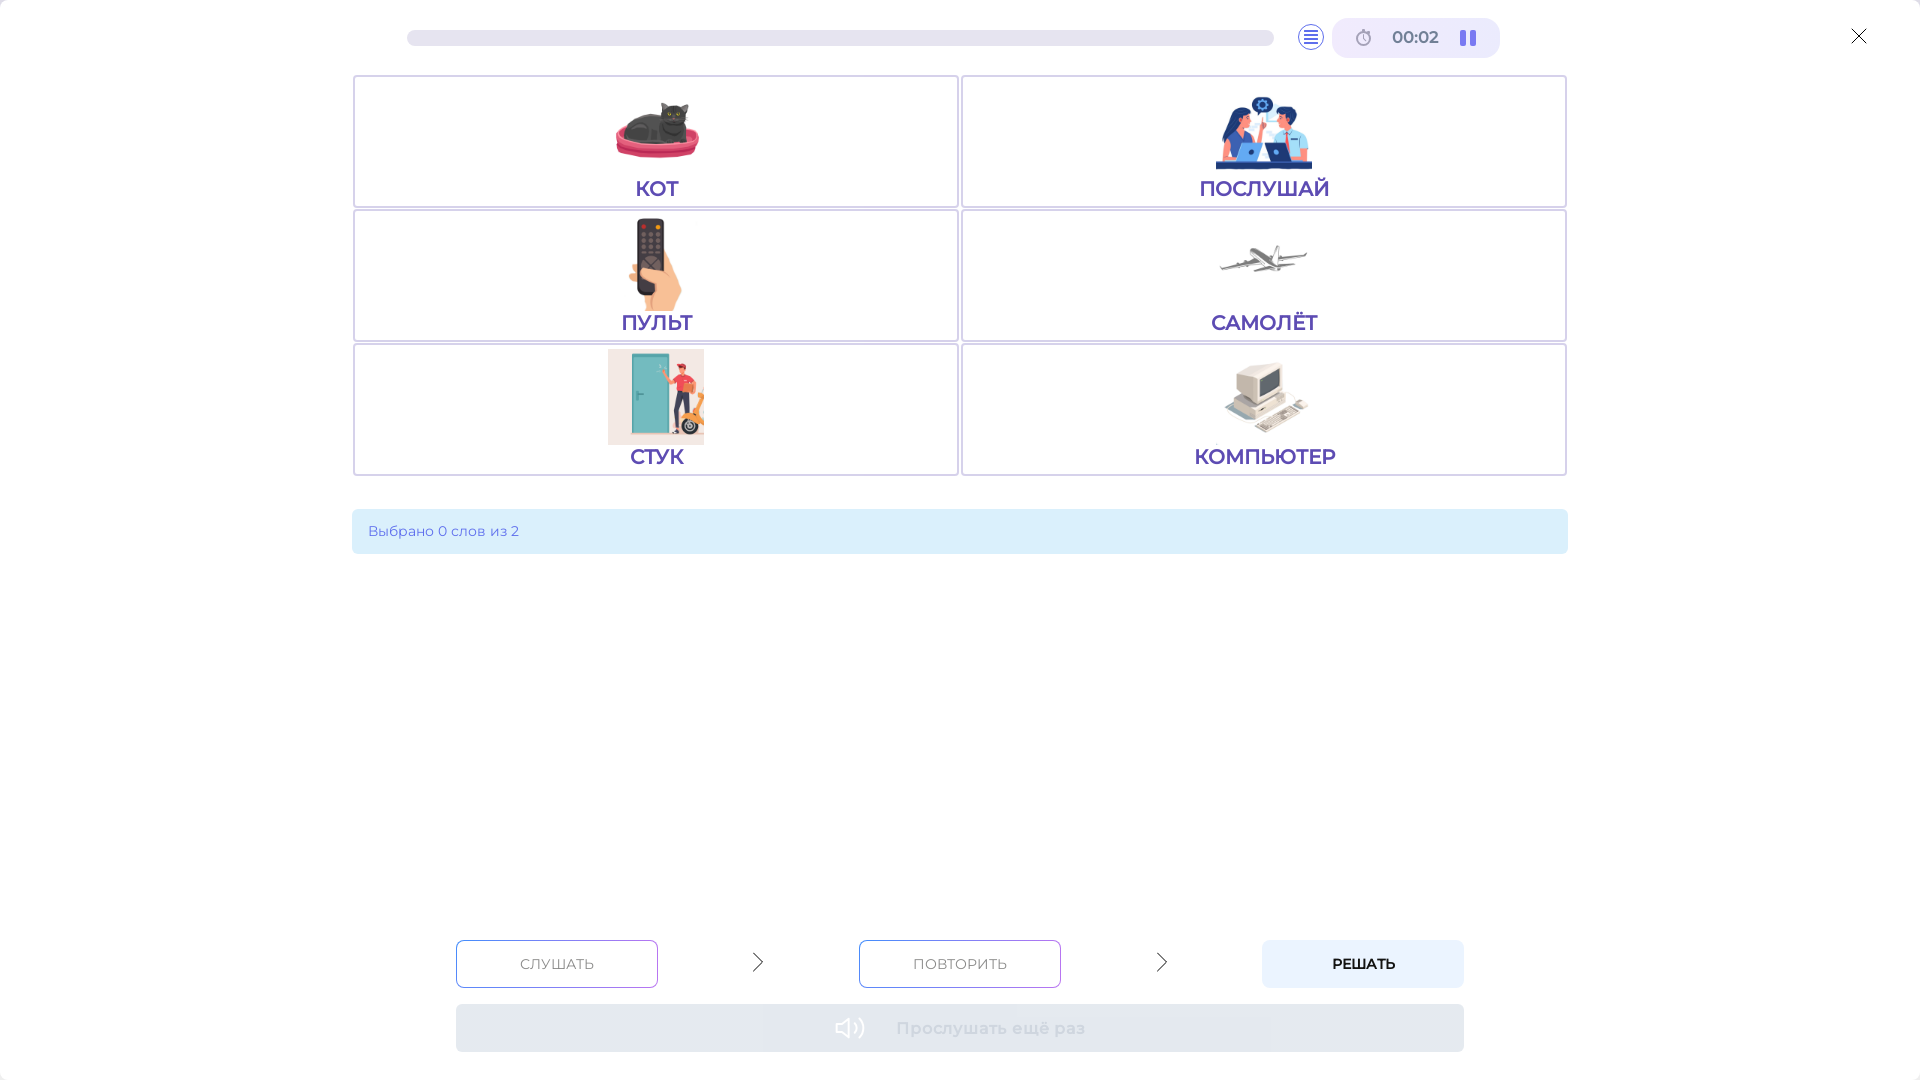 00:02
КОТ
ПОСЛУШАЙ
ПУЛЬТ
САМОЛЁТ
СТУК
КОМПЬЮТЕР
Выбрано 0 слов из 2
СЛУШАТЬ
ПОВТОРИТЬ
РЕШАТЬ
Прослушать ещё раз